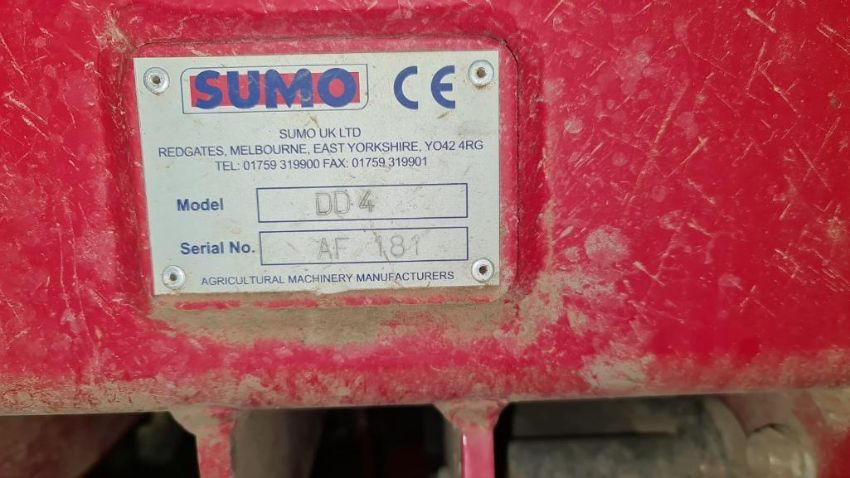 SUMO CE
SUMO UK LTD
REDGATES, MELBOURNE, EAST YORKSHIRE, YO42 4RG
TEL: 01759 319900 FAX: 01759 319901
Model DD4
Serial No. AF 181
AGRICULTURAL MACHINERY MANUFACTURERS